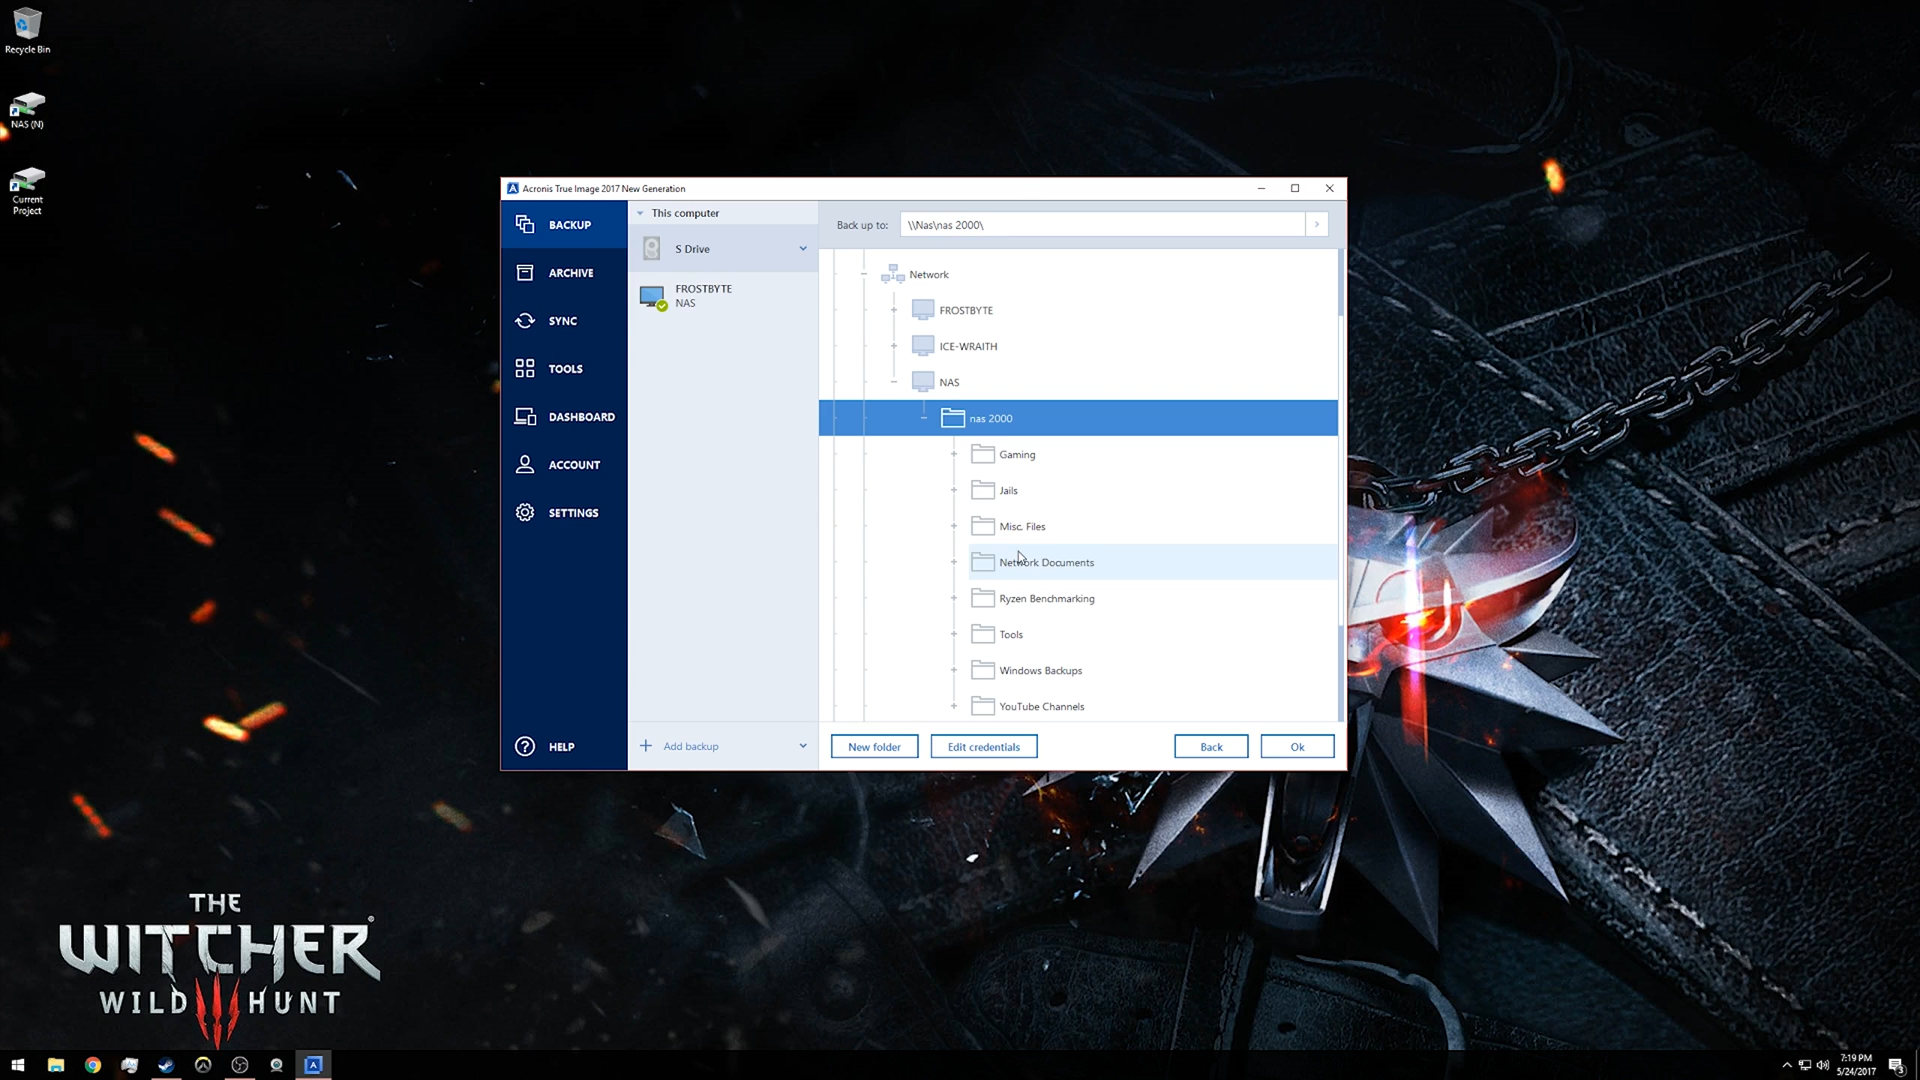 Recycle Bin
NAS (N)
Current
Project
Acronis True Image 2017 New Generation
BACKUP
ARCHIVE
SYNC
TOOLS
DASHBOARD
ACCOUNT
SETTINGS
HELP
This computer
S Drive
FROSTBYTE
NAS
Add backup
Back up to:
\\Nas\nas 2000\
Network
FROSTBYTE
ICE-WRAITH
NAS
nas 2000
Gaming
Jails
Misc. Files
Network Documents
Ryzen Benchmarking
Tools
Windows Backups
YouTube Channels
New folder
Edit credentials
Back
Ok
THE
WITCHER®
WILD III HUNT
7:19 PM
5/24/2017
3